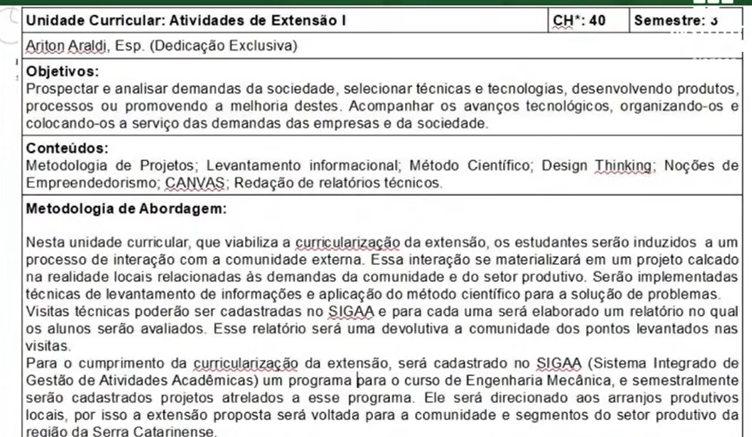 Unidade Curricular: Atividades de Extensão I CH*: 40 Semestre: 3
Ariton Araldi, Esp. (Dedicação Exclusiva)
Objetivos:
Prospectar e analisar demandas da sociedade, selecionar técnicas e tecnologias, desenvolvendo produtos,
processos ou promovendo a melhoria destes. Acompanhar os avanços tecnológicos, organizando-os e
colocando-os a serviço das demandas das empresas e da sociedade.
Conteúdos:
Metodologia de Projetos; Levantamento informacional; Método Científico; Design Thinking; Noções de
Empreendedorismo; CANVAS; Redação de relatórios técnicos.
Metodologia de Abordagem:
Nesta unidade curricular, que viabiliza a curricularização da extensão, os estudantes serão induzidos a um
processo de interação com a comunidade externa. Essa interação se materializará em um projeto calcado
na realidade locais relacionadas às demandas da comunidade e do setor produtivo. Serão implementadas
técnicas de levantamento de informações e aplicação do método científico para a solução de problemas.
Visitas técnicas poderão ser cadastradas no SIGAA e para cada uma será elaborado um relatório no qual
os alunos serão avaliados. Esse relatório será uma devolutiva a comunidade dos pontos levantados nas
visitas.
Para o cumprimento da curricularização da extensão, será cadastrado no SIGAA (Sistema Integrado de
Gestão de Atividades Acadêmicas) um programa para o curso de Engenharia Mecânica, e semestralmente
serão cadastrados projetos atrelados a esse programa. Ele será direcionado aos arranjos produtivos
locais, por isso a extensão proposta será voltada para a comunidade e segmentos do setor produtivo da
região da Serra Catarinense.